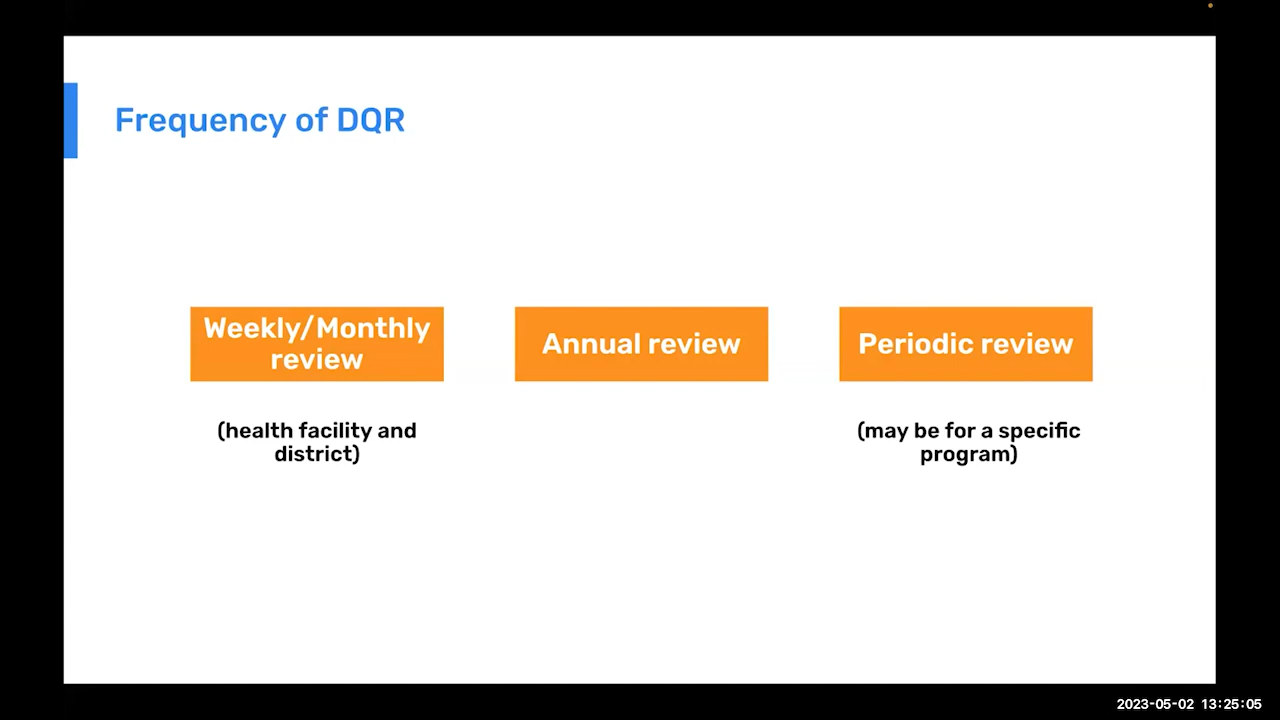 Frequency of DQR
Weekly/Monthly
review
(health facility and
district)
Annual review
Periodic review
(may be for a specific
program)
2023-05-02 13:25:05